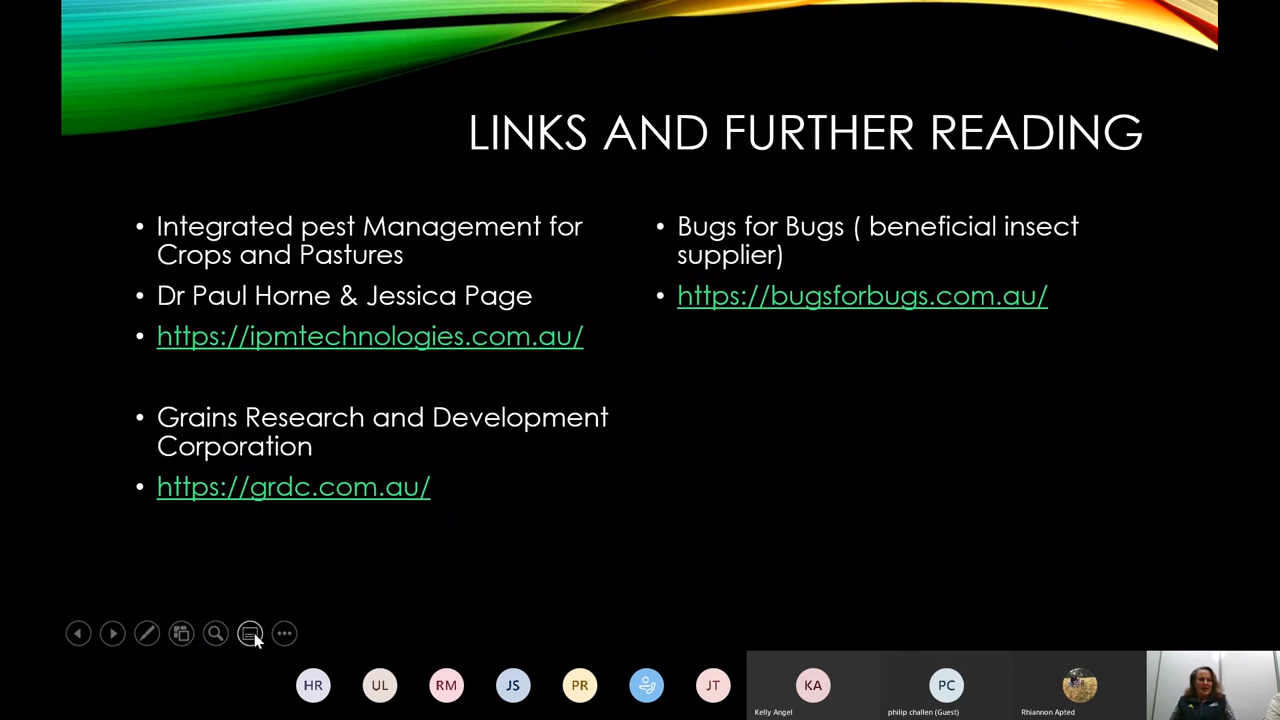 LINKS AND FURTHER READING
• Integrated pest Management for
Crops and Pastures
• Dr Paul Horne & Jessica Page
• https://ipmtechnologies.com.au/
• Grains Research and Development
Corporation
• https://grdc.com.au/
• Bugs for Bugs ( beneficial insect
supplier)
• https://bugsforbugs.com.au/
HR UL RM JS PR JT KA PC
Kelly Angel philip challen (Guest) Rhiannon Apted